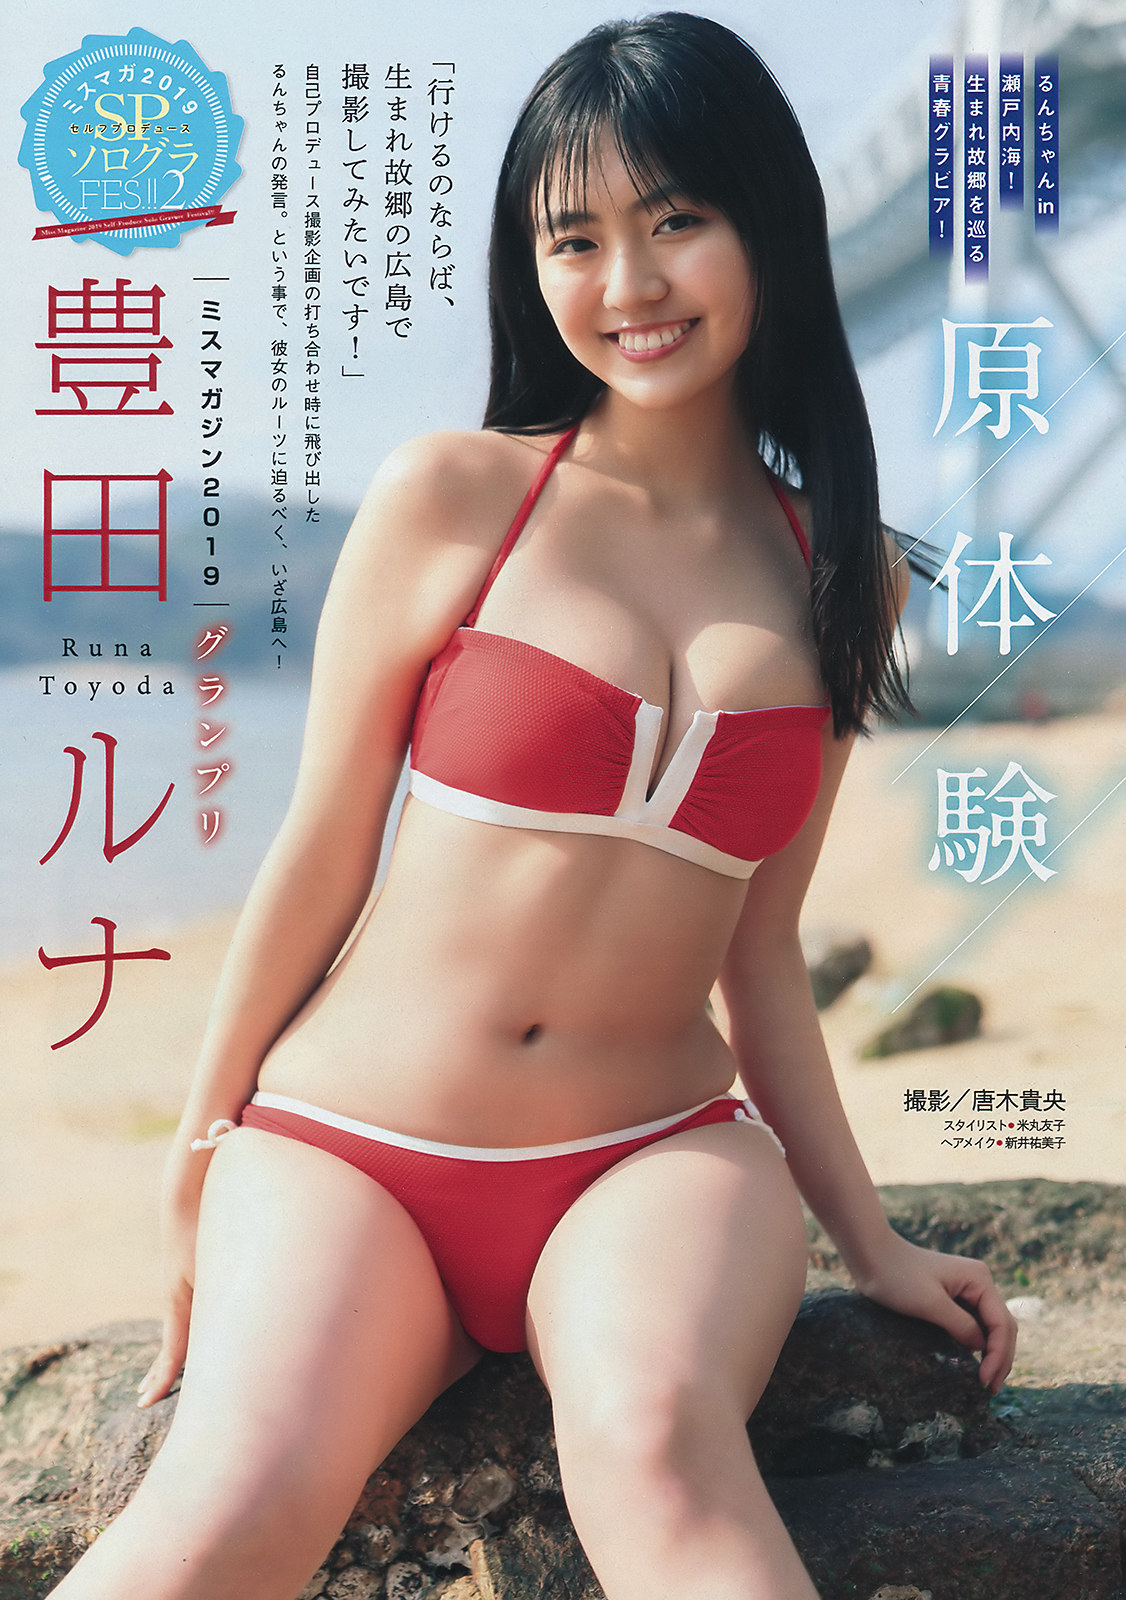 るんちゃん in
瀬戸内海！
生まれ故郷を巡る
青春グラビア！
原体験
「行けるのならば、
生まれ故郷の広島で
撮影してみたいです！」
自己プロデュース撮影企画の打ち合わせ時に飛び出した
るんちゃんの発言。という事で、彼女のルーツに迫るべく、いざ広島へ！
ミスマガ2019
SP
セルフプロデュース
ソログラ
FES.!!2
Miss Magazine 2019 Self-Produce Solo Gravure Festival!!
ミスマガジン2019 グランプリ
豊田ルナ
Runa
Toyoda
撮影／唐木貴央
スタイリスト●米丸友子
ヘアメイク●新井祐美子